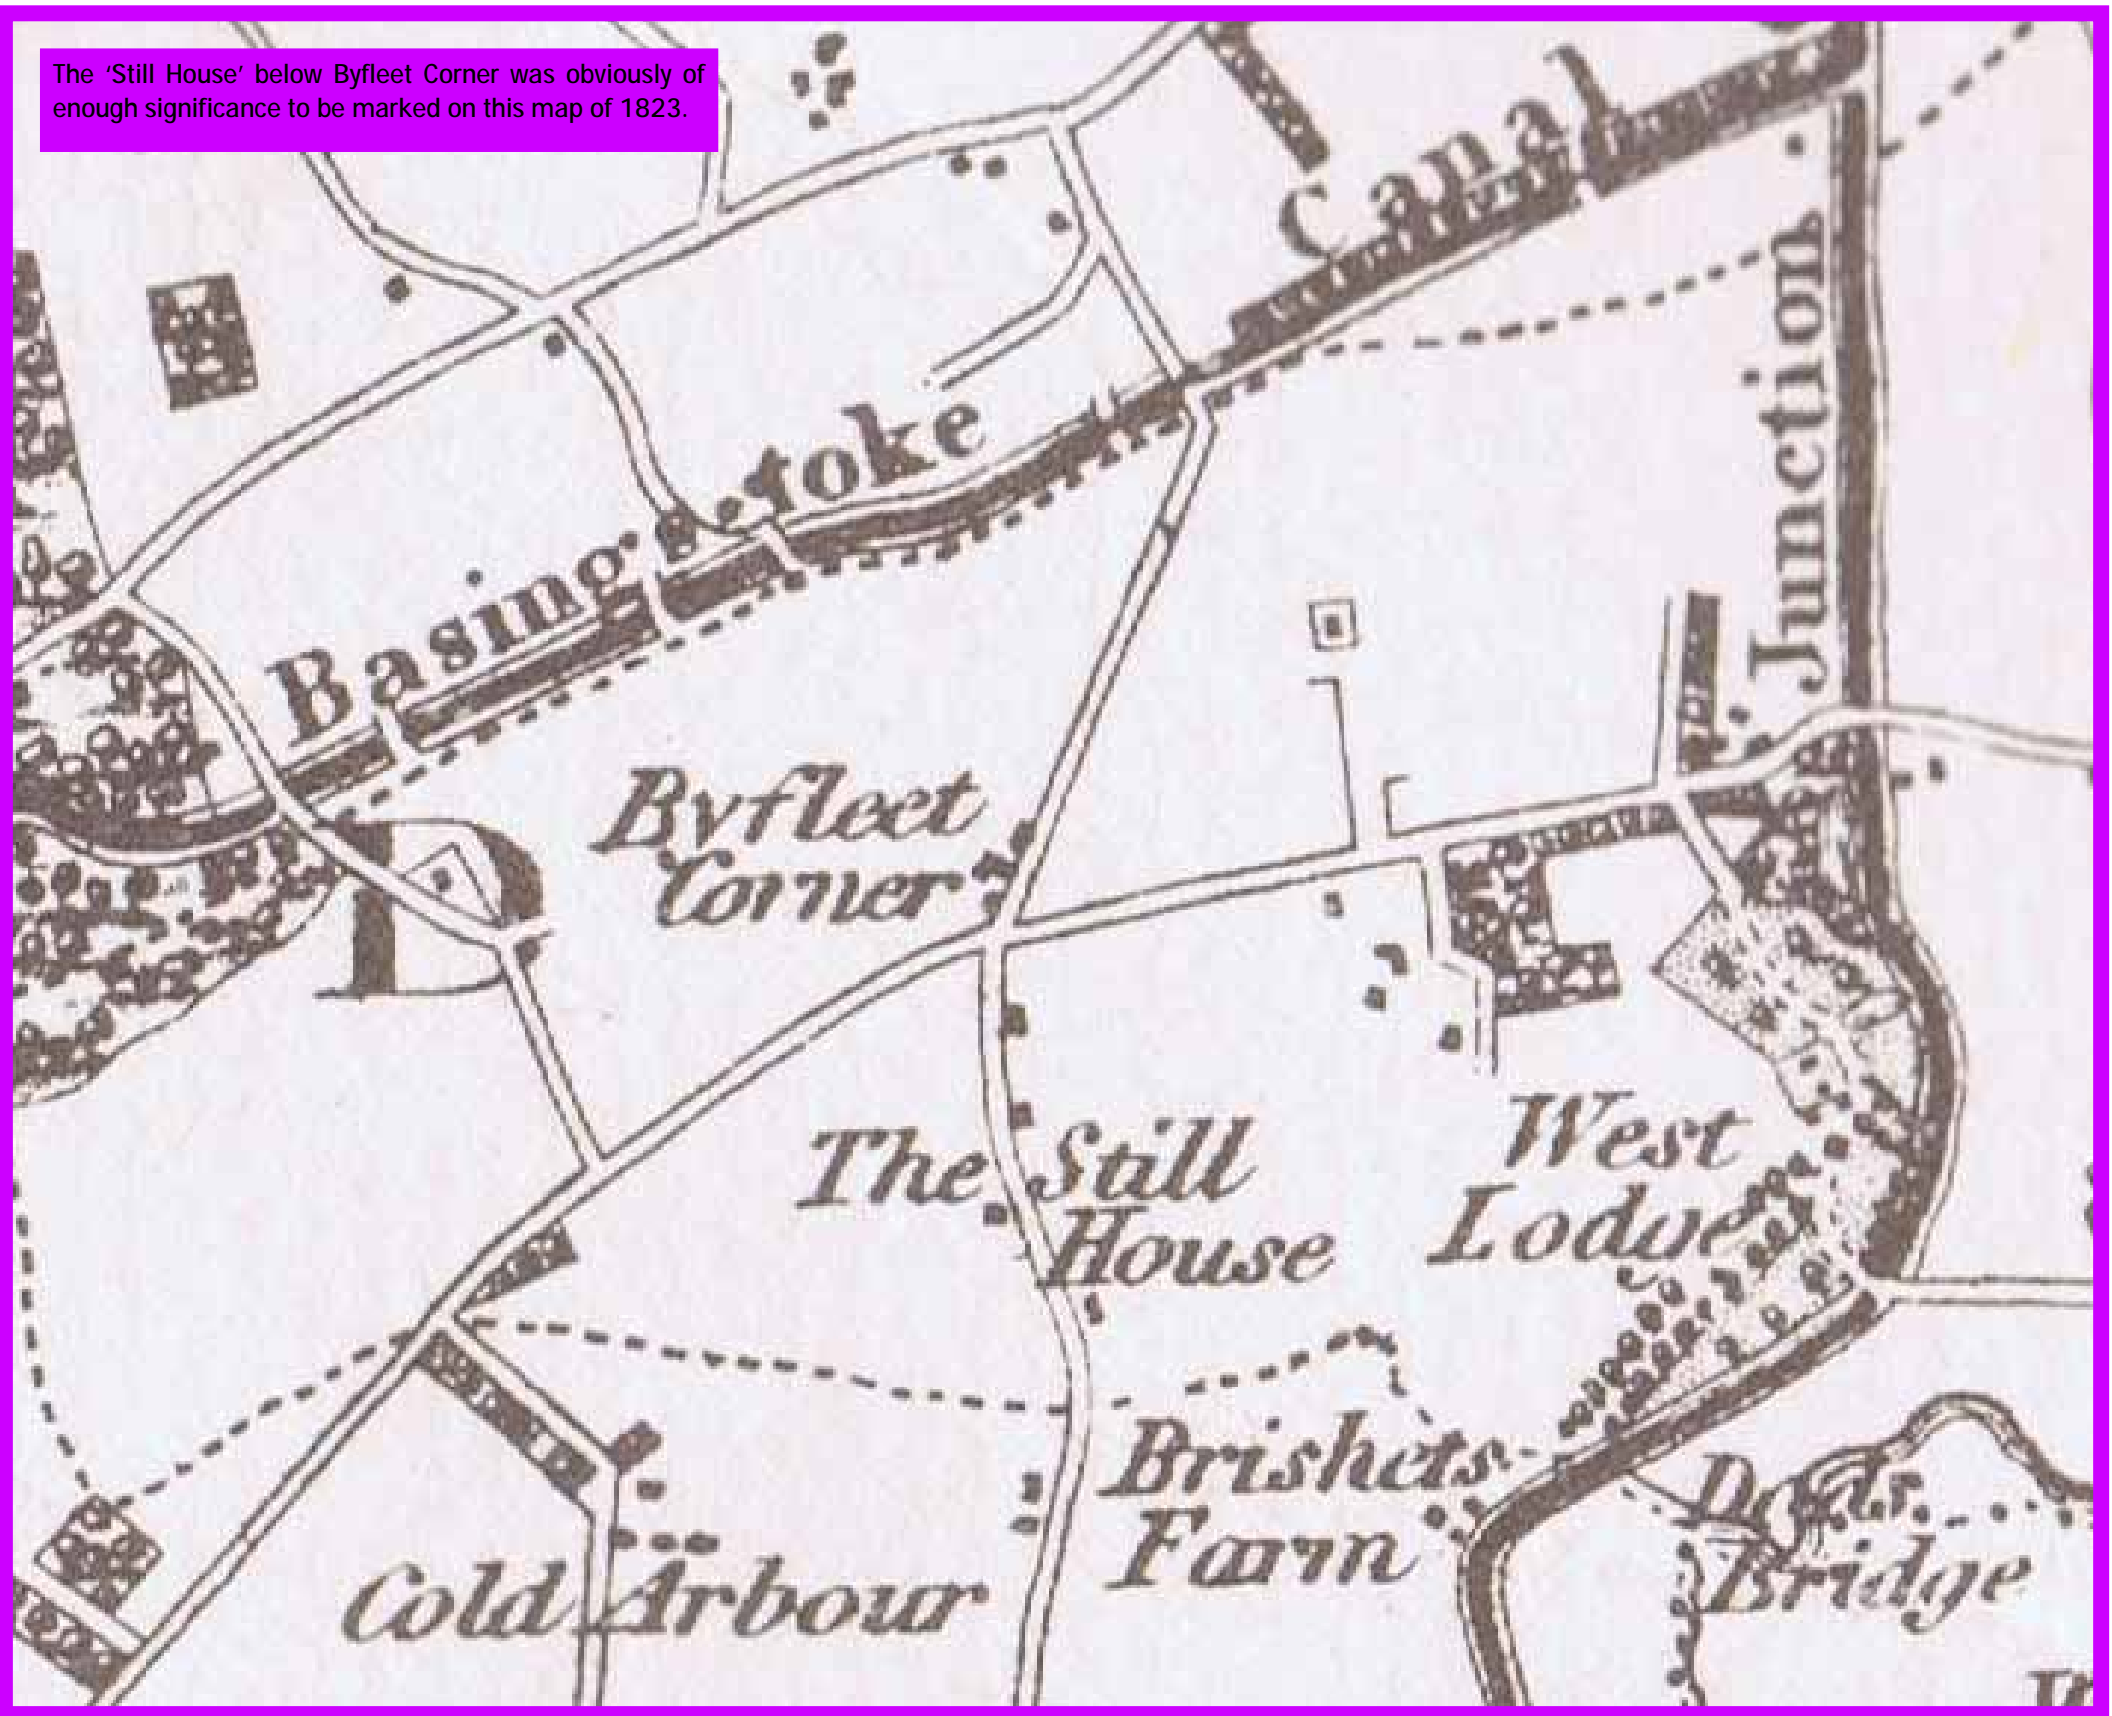 The ‘Still House’ below Byfleet Corner was obviously of
enough significance to be marked on this map of 1823.
Basingstoke Canal
Junction
Byfleet
Corner
The Still
House
West
Lodge
Brishets
Farm
Dods
Bridge
Cold Arbour